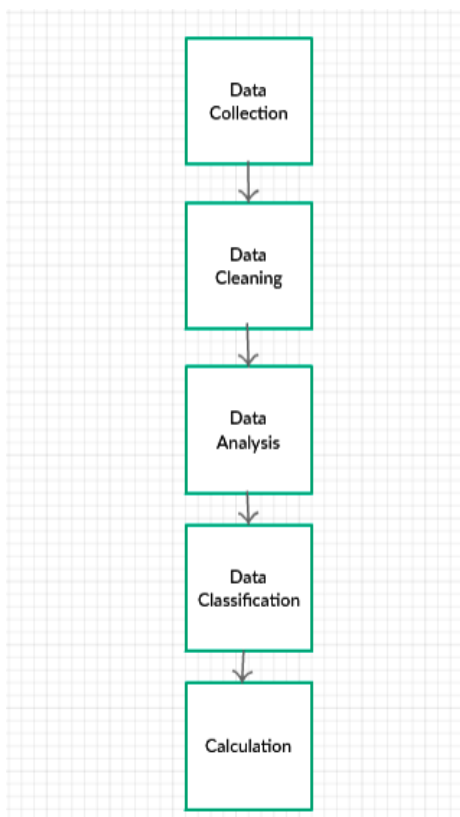 Data
Collection
Data
Cleaning
Data
Analysis
Data
Classification
Calculation